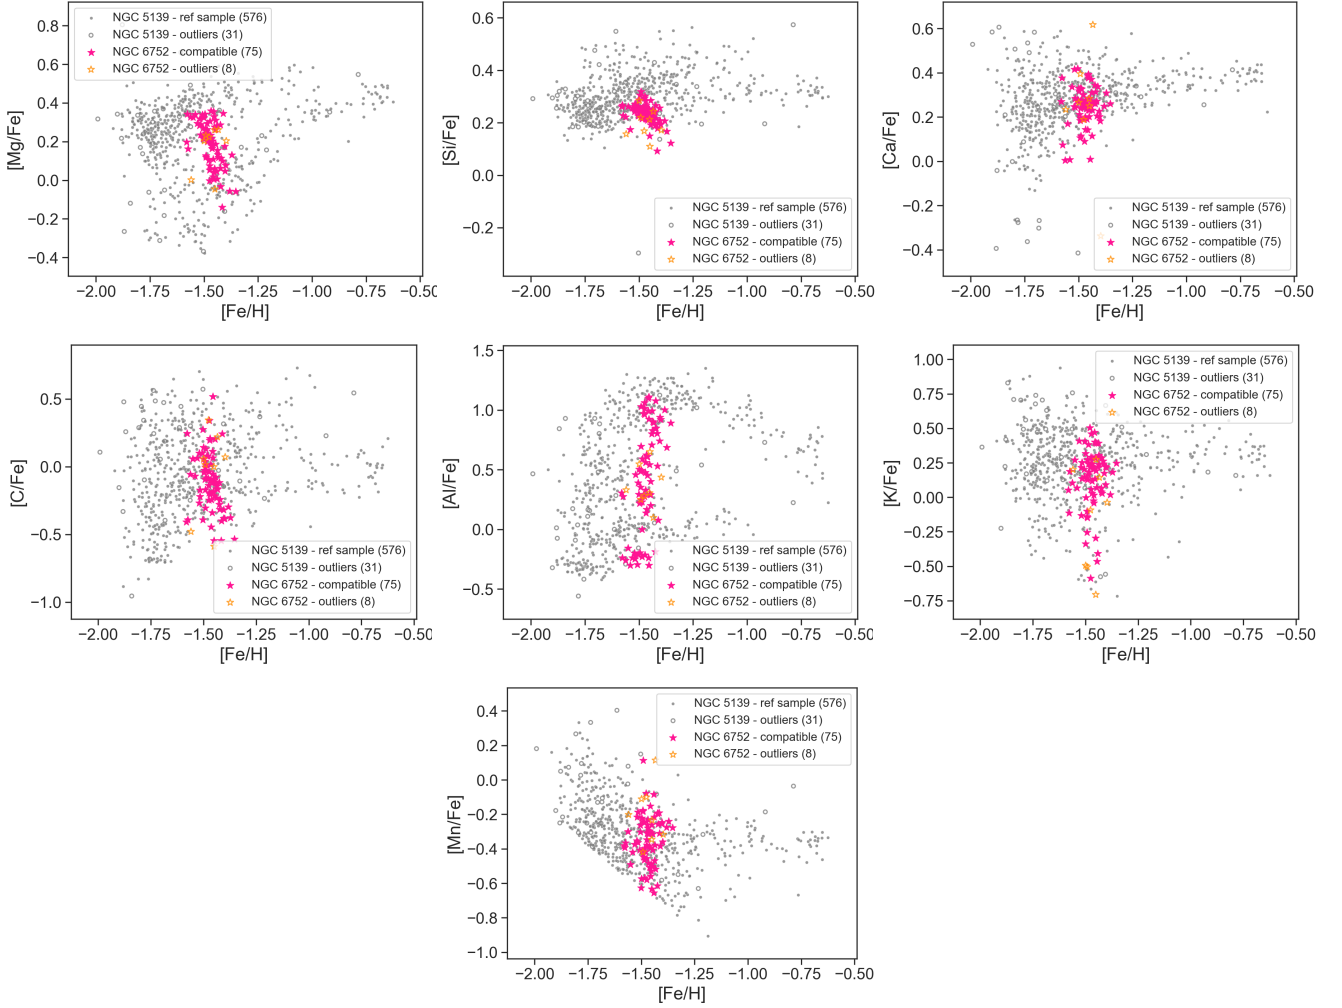 NGC 5139 - ref sample (576)
NGC 5139 - outliers (31)
NGC 6752 - compatible (75)
NGC 6752 - outliers (8)
0.8
0.6
0.4
0.2
0.0
−0.2
−0.4
[Mg/Fe]
−2.00 −1.75 −1.50 −1.25 −1.00 −0.75 −0.50
[Fe/H]
0.6
0.4
0.2
0.0
−0.2
[Si/Fe]
NGC 5139 - ref sample (576)
NGC 5139 - outliers (31)
NGC 6752 - compatible (75)
NGC 6752 - outliers (8)
−2.00 −1.75 −1.50 −1.25 −1.00 −0.75 −0.50
[Fe/H]
0.6
0.4
0.2
0.0
−0.2
−0.4
[Ca/Fe]
NGC 5139 - ref sample (576)
NGC 5139 - outliers (31)
NGC 6752 - compatible (75)
NGC 6752 - outliers (8)
−2.00 −1.75 −1.50 −1.25 −1.00 −0.75 −0.50
[Fe/H]
0.5
0.0
−0.5
−1.0
[C/Fe]
NGC 5139 - ref sample (576)
NGC 5139 - outliers (31)
NGC 6752 - compatible (75)
NGC 6752 - outliers (8)
−2.00 −1.75 −1.50 −1.25 −1.00 −0.75 −0.50
[Fe/H]
1.5
1.0
0.5
0.0
−0.5
[Al/Fe]
NGC 5139 - ref sample (576)
NGC 5139 - outliers (31)
NGC 6752 - compatible (75)
NGC 6752 - outliers (8)
−2.00 −1.75 −1.50 −1.25 −1.00 −0.75 −0.50
[Fe/H]
NGC 5139 - ref sample (576)
NGC 5139 - outliers (31)
NGC 6752 - compatible (75)
NGC 6752 - outliers (8)
1.00
0.75
0.50
0.25
0.00
−0.25
−0.50
−0.75
[K/Fe]
−2.00 −1.75 −1.50 −1.25 −1.00 −0.75 −0.50
[Fe/H]
NGC 5139 - ref sample (576)
NGC 5139 - outliers (31)
NGC 6752 - compatible (75)
NGC 6752 - outliers (8)
0.4
0.2
0.0
−0.2
−0.4
−0.6
−0.8
−1.0
[Mn/Fe]
−2.00 −1.75 −1.50 −1.25 −1.00 −0.75 −0.50
[Fe/H]